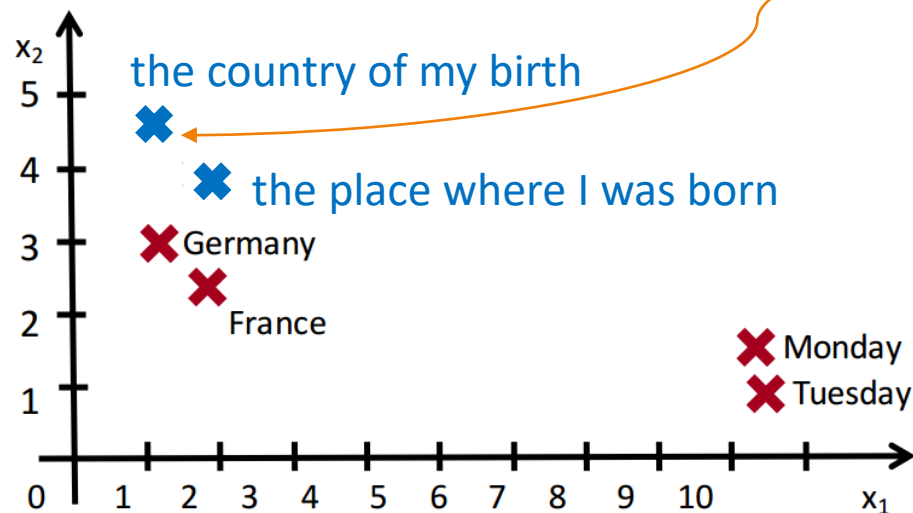 x₂
the country of my birth
5
4
the place where I was born
3
Germany
2
France
Monday
1
Tuesday
0 1 2 3 4 5 6 7 8 9 10 x₁